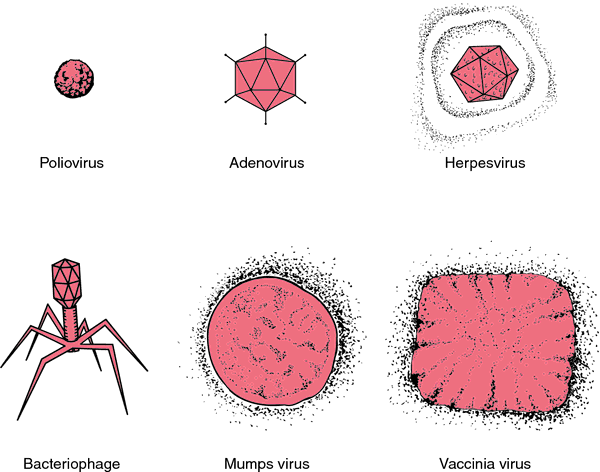 Poliovirus
Adenovirus
Herpesvirus
Bacteriophage
Mumps virus
Vaccinia virus